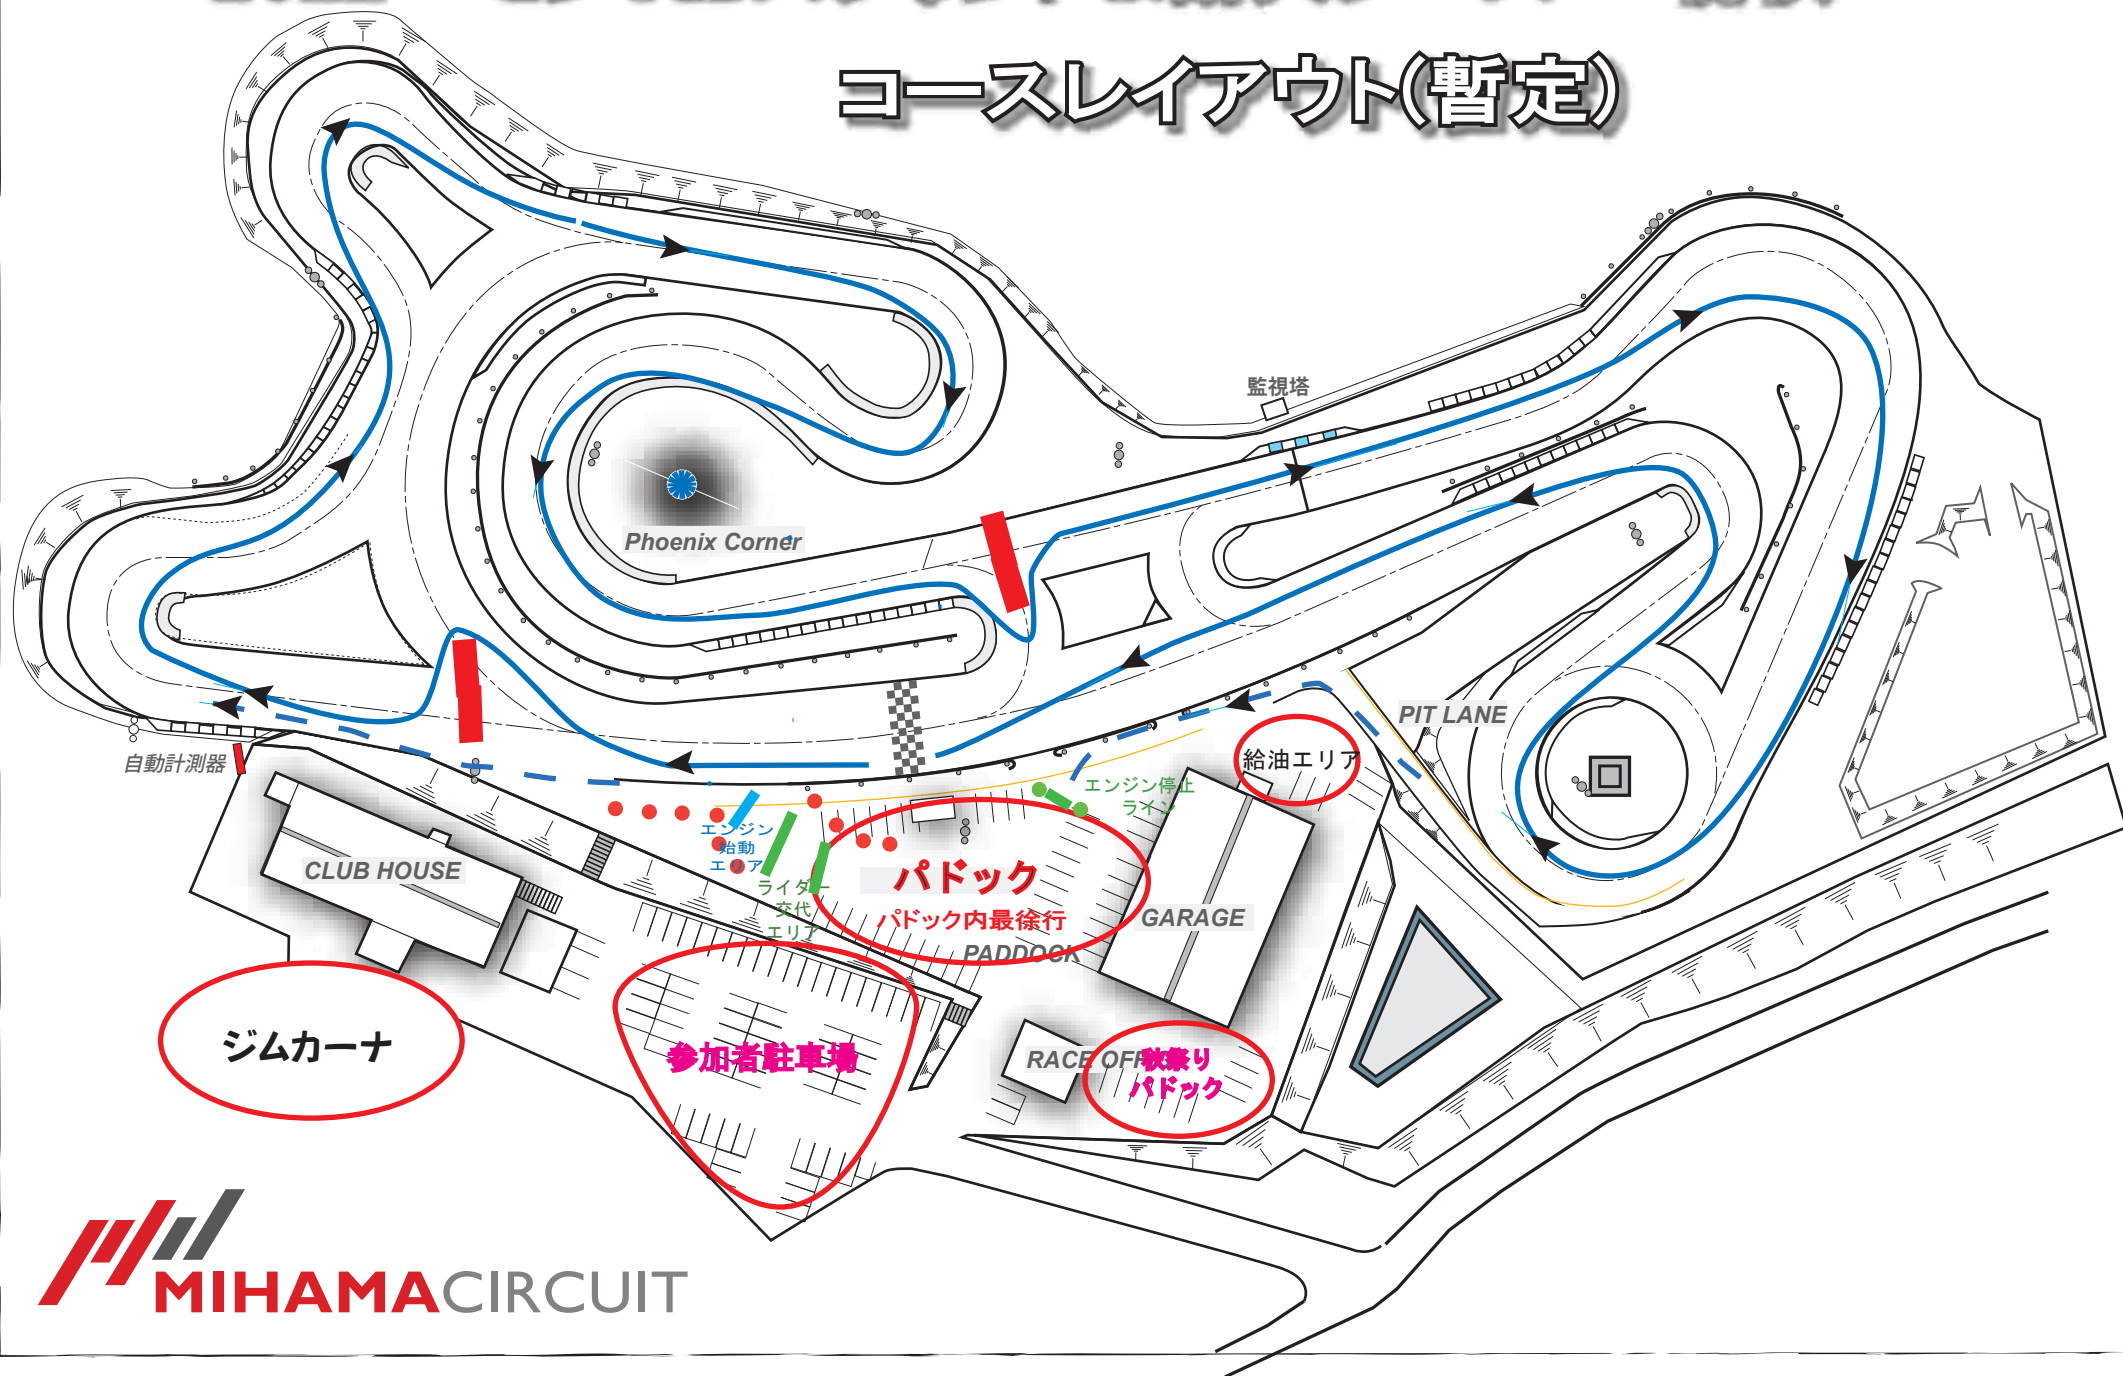 コースレイアウト(暫定)
監視塔
Phoenix Corner
PIT LANE
自動計測器
給油エリア
エンジン停止
ライン
エンジン
始動
エリア
CLUB HOUSE
ライダー
交代
エリア
パドック
パドック内最徐行
PADDOCK
GARAGE
ジムカーナ
参加者駐車場
RACE OFF
秋祭り
パドック
MIHAMACIRCUIT